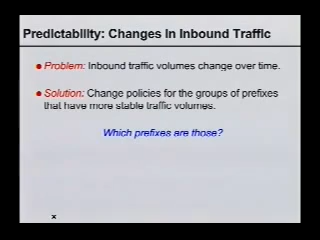 Predictability: Changes in Inbound Traffic
Problem: Inbound traffic volumes change over time.
Solution: Change policies for the groups of prefixes
that have more stable traffic volumes.
Which prefixes are those?